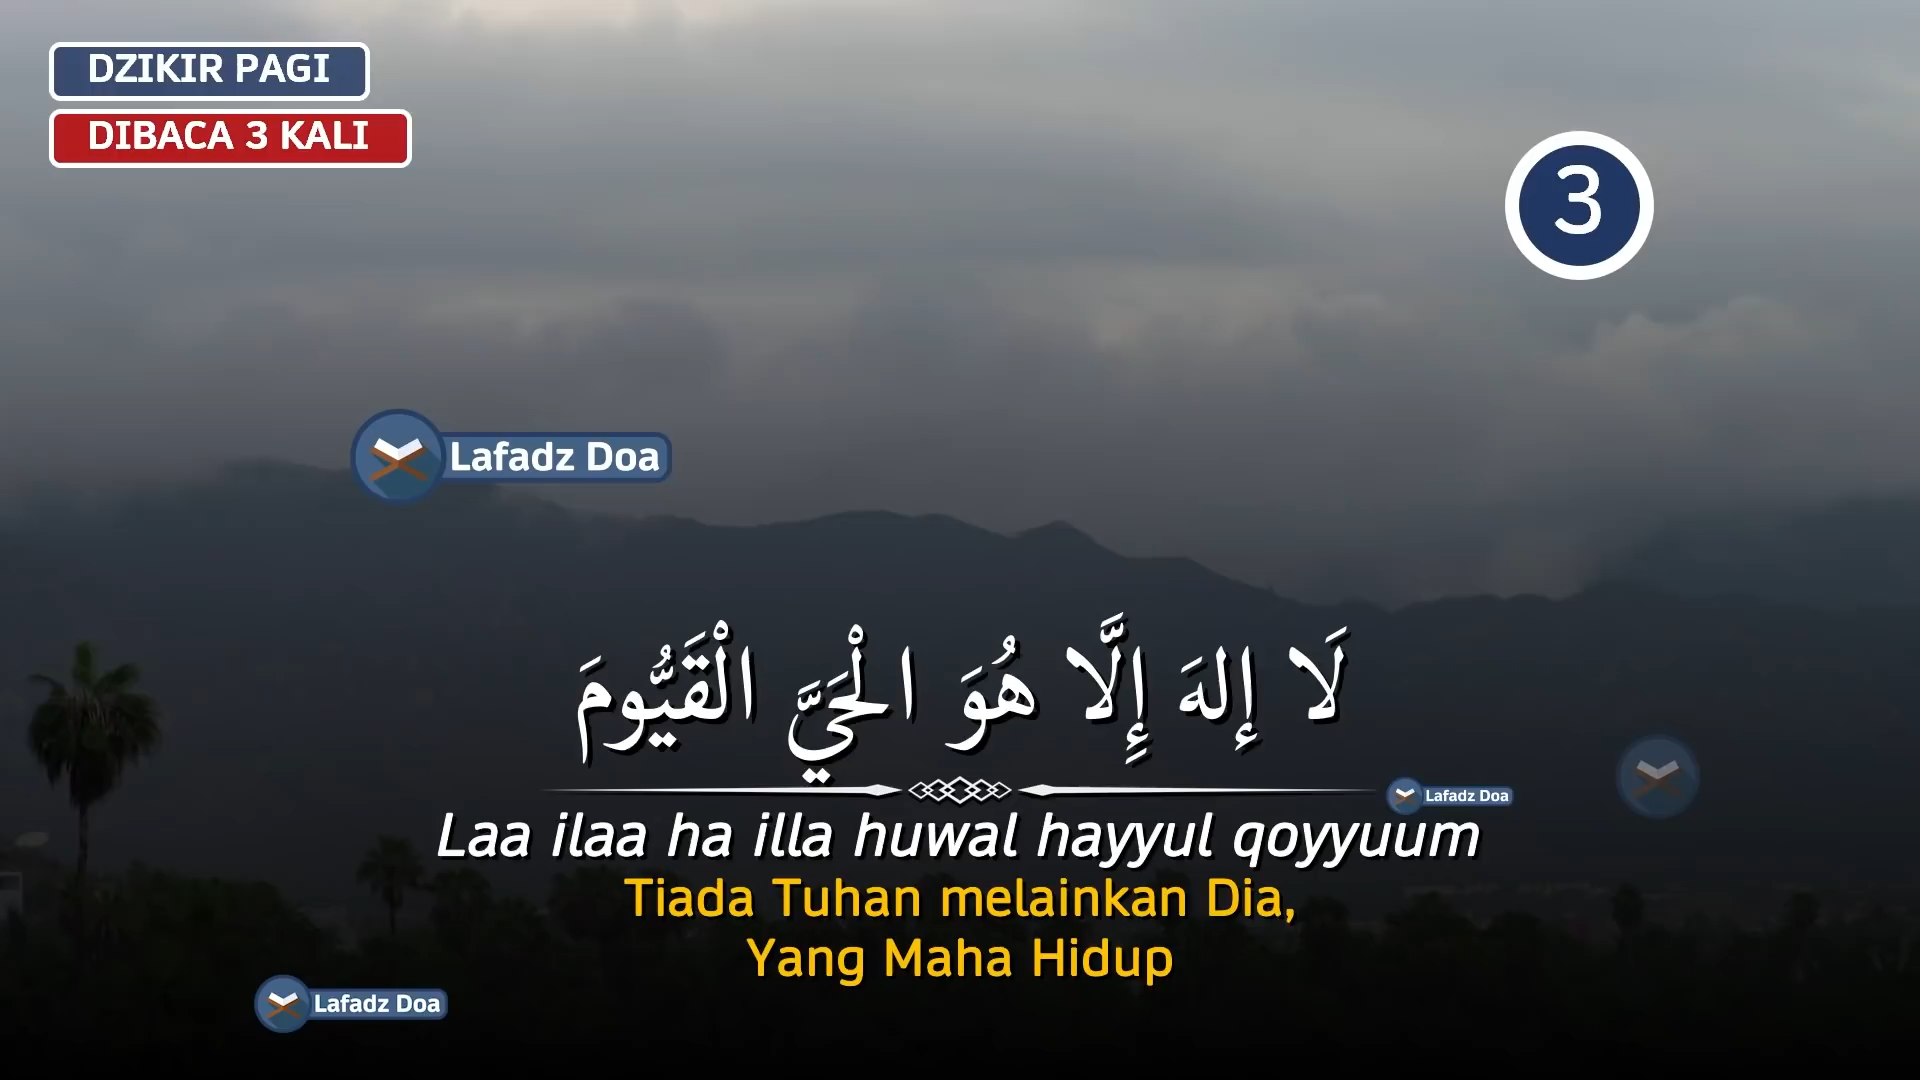 DZIKIR PAGI
DIBACA 3 KALI
3
Lafadz Doa
لَا إِلهَ إِلَّا هُوَ الْحَيَّ الْقَيُّومَ
Lafadz Doa
Laa ilaa ha illa huwal hayyul qoyyuum
Tiada Tuhan melainkan Dia,
Yang Maha Hidup
Lafadz Doa